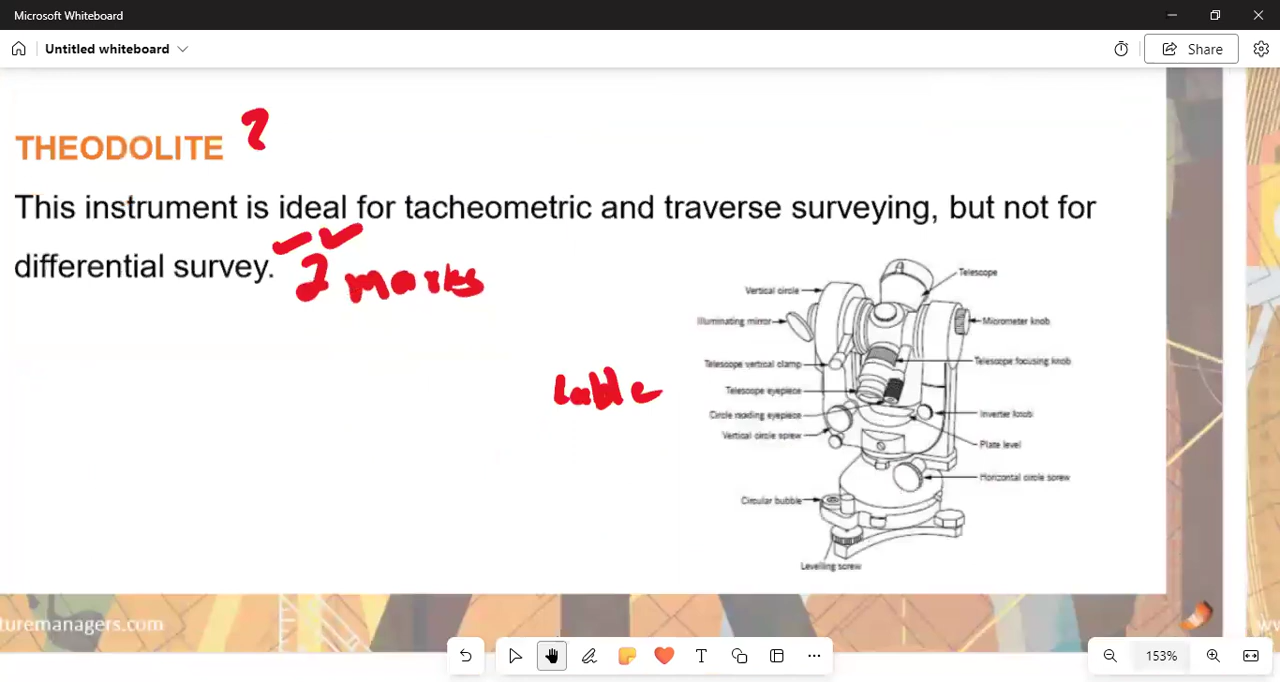 Microsoft Whiteboard
Untitled whiteboard
Share
THEODOLITE ?
This instrument is ideal for tacheometric and traverse surveying, but not for
differential survey.
2 marks
Lable
Telescope
Vertical circle
Illuminating mirror
Micrometer knob
Telescope vertical clamp
Telescope focusing knob
Telescope eyepiece
Circle reading eyepiece
Inverter knob
Vertical circle screw
Plate level
Horizontal circle screw
Circular bubble
Levelling screw
turemanagers.com
153%